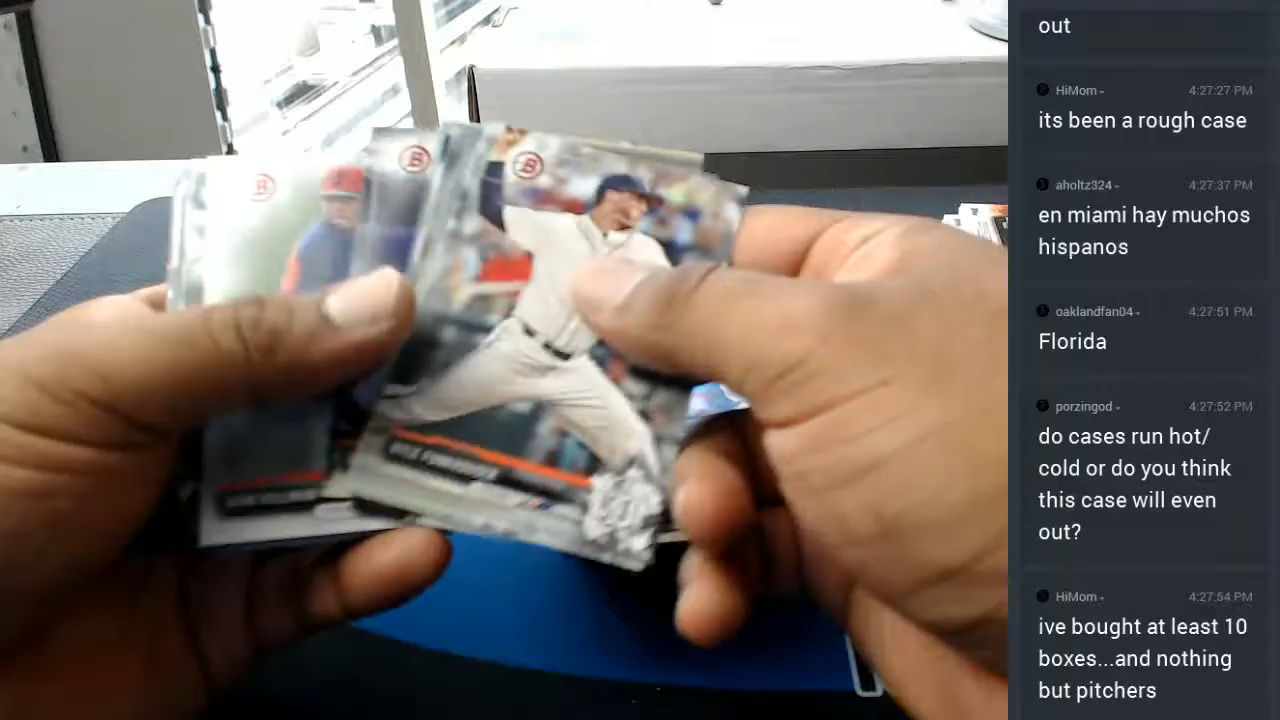 out
HiMom 4:27:27 PM
its been a rough case
aholtz324 4:27:37 PM
en miami hay muchos
hispanos
oaklandfan04 4:27:51 PM
Florida
porzingod 4:27:52 PM
do cases run hot/
cold or do you think
this case will even
out?
HiMom 4:27:54 PM
ive bought at least 10
boxes...and nothing
but pitchers
B
B
B